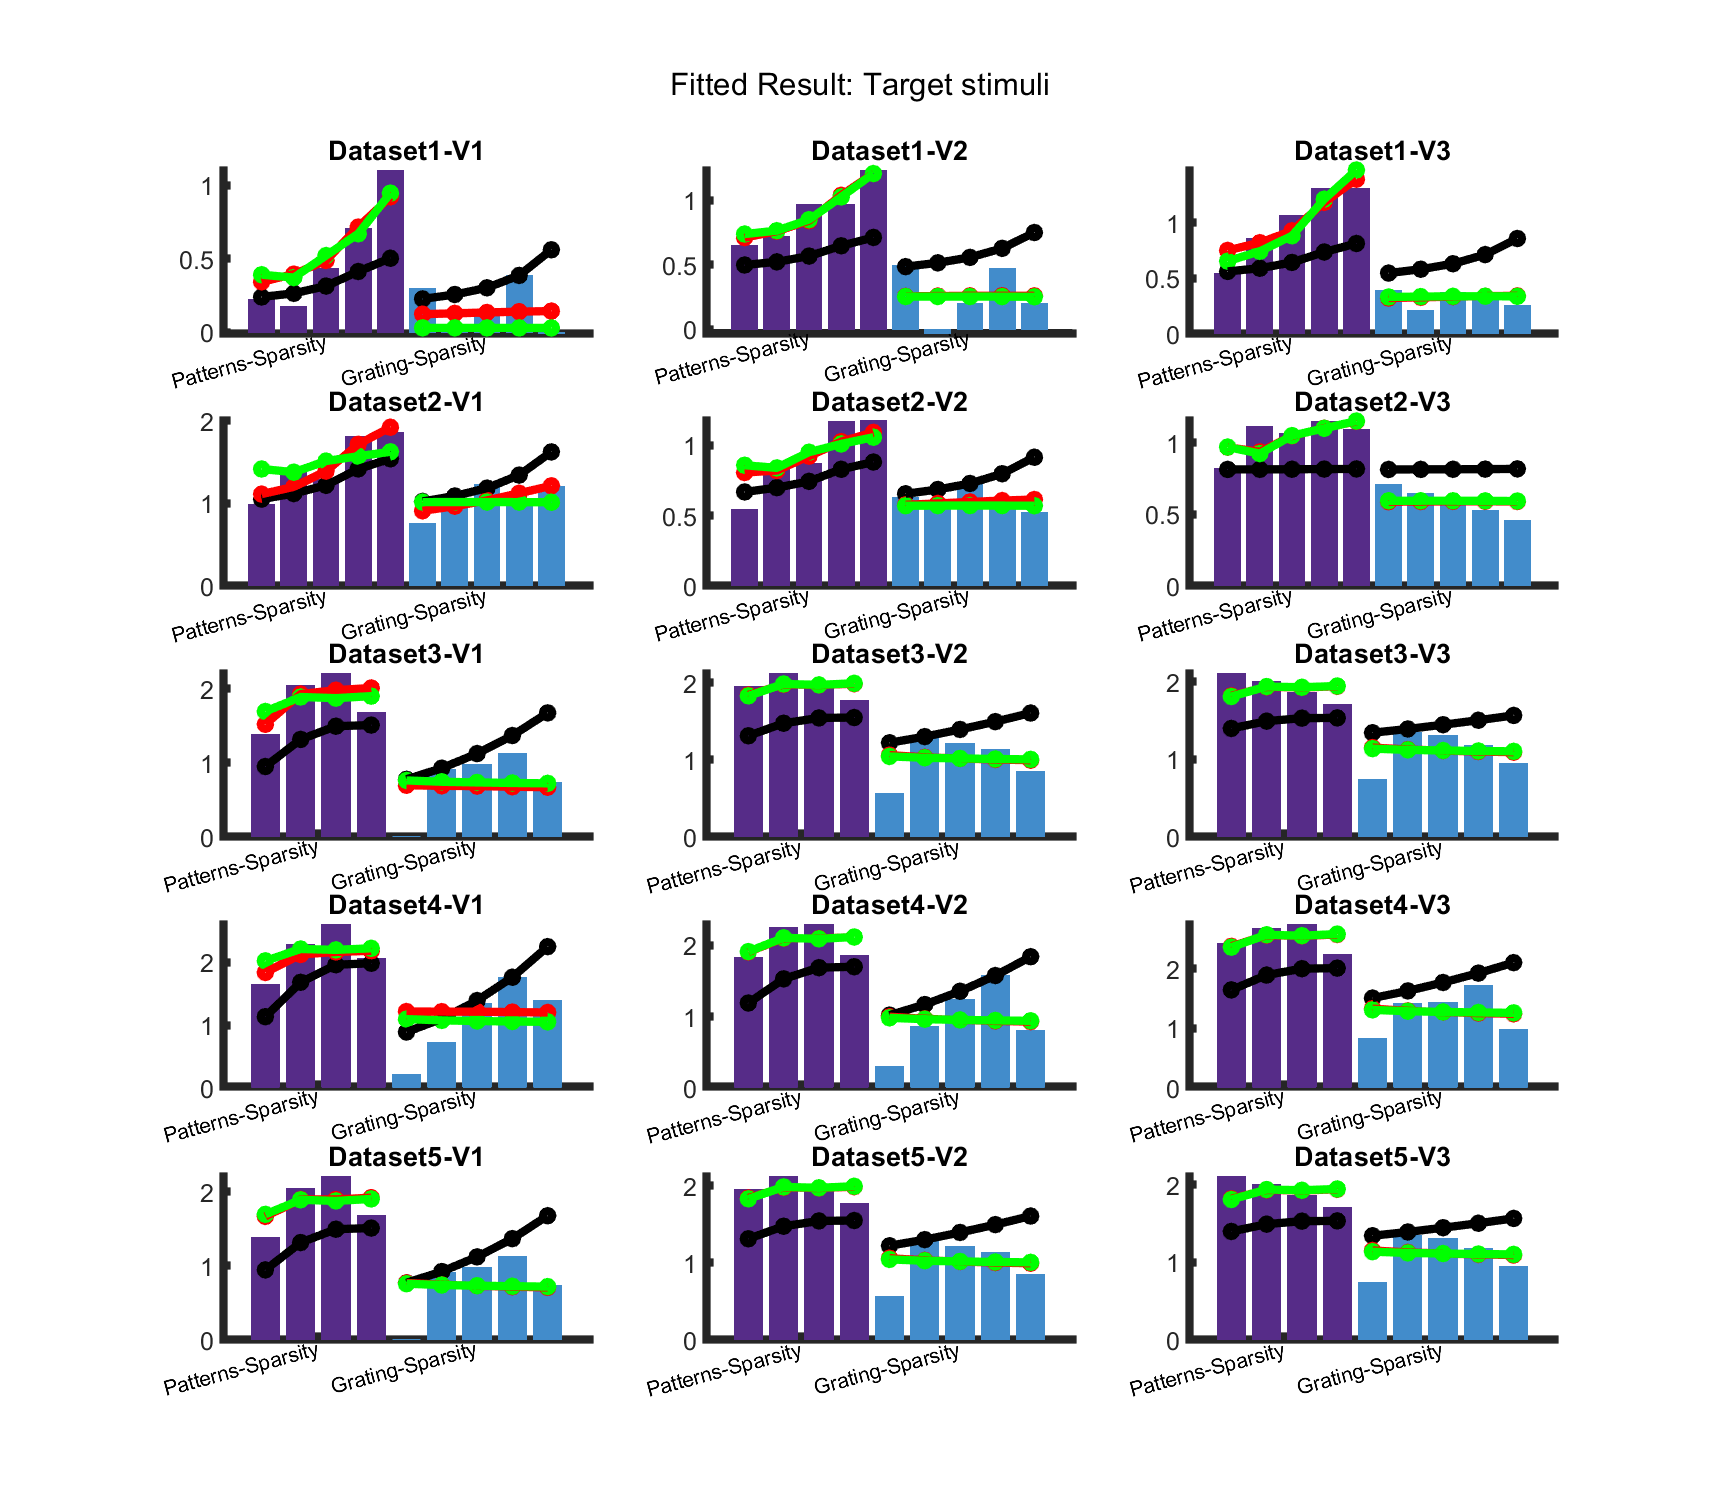 Fitted Result: Target stimuli
Dataset1-V1 Dataset1-V2 Dataset1-V3
1
0.5
0
Patterns-Sparsity Grating-Sparsity
1
0.5
0
Patterns-Sparsity Grating-Sparsity
1
0.5
0
Patterns-Sparsity Grating-Sparsity
Dataset2-V1 Dataset2-V2 Dataset2-V3
2
1
0
Patterns-Sparsity Grating-Sparsity
1
0.5
0
Patterns-Sparsity Grating-Sparsity
1
0.5
0
Patterns-Sparsity Grating-Sparsity
Dataset3-V1 Dataset3-V2 Dataset3-V3
2
1
0
Patterns-Sparsity Grating-Sparsity
2
1
0
Patterns-Sparsity Grating-Sparsity
2
1
0
Patterns-Sparsity Grating-Sparsity
Dataset4-V1 Dataset4-V2 Dataset4-V3
2
1
0
Patterns-Sparsity Grating-Sparsity
2
1
0
Patterns-Sparsity Grating-Sparsity
2
1
0
Patterns-Sparsity Grating-Sparsity
Dataset5-V1 Dataset5-V2 Dataset5-V3
2
1
0
Patterns-Sparsity Grating-Sparsity
2
1
0
Patterns-Sparsity Grating-Sparsity
2
1
0
Patterns-Sparsity Grating-Sparsity